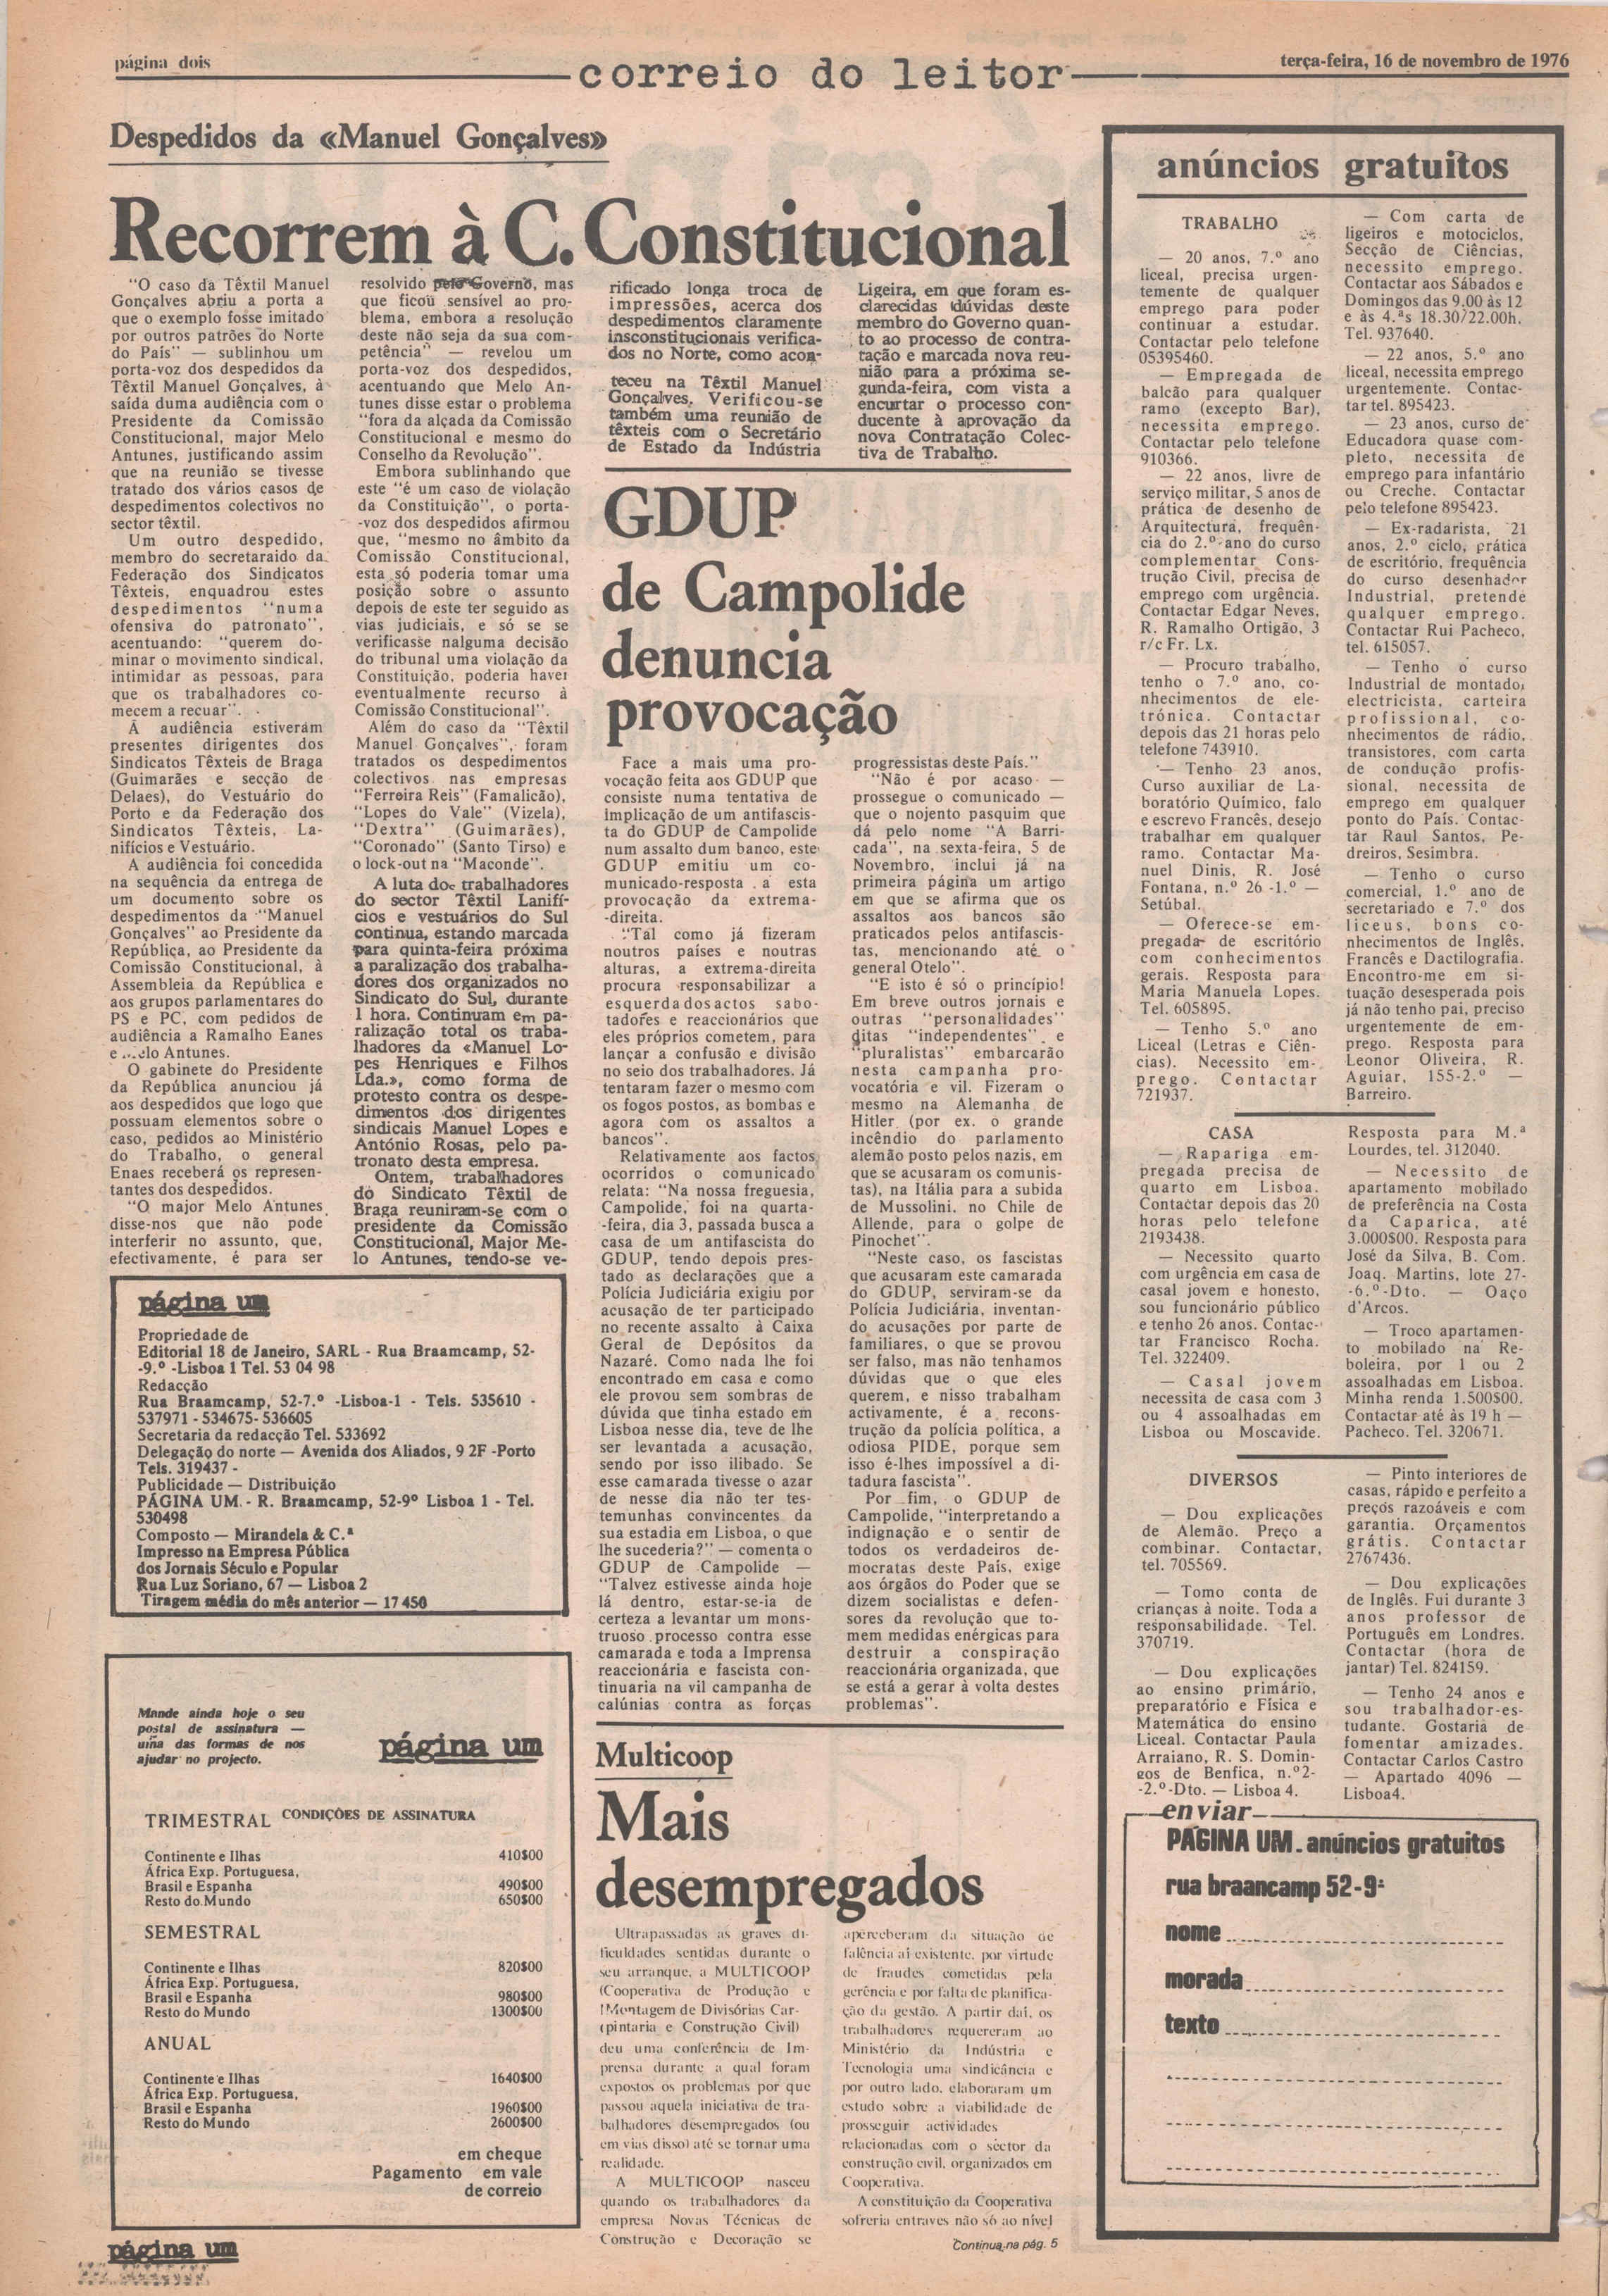 página dois
correio do leitor
terça-feira, 16 de novembro de 1976
Despedidos da «Manuel Gonçalves»
Recorrem à C. Constitucional
"O caso da Têxtil Manuel
Gonçalves abriu a porta a
que o exemplo fosse imitado
por outros patrões do Norte
do País" — sublinhou um
porta-voz dos despedidos da
Têxtil Manuel Gonçalves, à
saída duma audiência com o
Presidente da Comissão
Constitucional, major Melo
Antunes, justificando assim
que na reunião se tivesse
tratado dos vários casos de
despedimentos colectivos no
sector têxtil.
Um outro despedido,
membro do secretaraido da
Federação dos Sindicatos
Têxteis, enquadrou estes
despedimentos "numa
ofensiva do patronato",
acentuando: "querem do-
minar o movimento sindical,
intimidar as pessoas, para
que os trabalhadores co-
mecem a recuar".
À audiência estiveram
presentes dirigentes dos
Sindicatos Têxteis de Braga
(Guimarães e secção de
Delaes), do Vestuário do
Porto e da Federação dos
Sindicatos Têxteis, La-
nifícios e Vestuário.
A audiência foi concedida
na sequência da entrega de
um documento sobre os
despedimentos da "Manuel
Gonçalves" ao Presidente da
República, ao Presidente da
Comissão Constitucional, à
Assembleia da República e
aos grupos parlamentares do
PS e PC, com pedidos de
audiência a Ramalho Eanes
e Antunes.
O gabinete do Presidente
da República anunciou já
aos despedidos que logo que
possuam elementos sobre o
caso, pedidos ao Ministério
do Trabalho, o general
Enaes receberá os represen-
tantes dos despedidos.
"O major Melo Antunes
disse-nos que não pode
interferir no assunto, que,
efectivamente, é para ser
resolvido pelo Governo, mas
que ficou sensível ao pro-
blema, embora a resolução
deste não seja da sua com-
petência" — revelou um
porta-voz dos despedidos,
acentuando que Melo An-
tunes disse estar o problema
"fora da alçada da Comissão
Constitucional e mesmo do
Conselho da Revolução".
Embora sublinhando que
este "é um caso de violação
da Constituição", o porta-
-voz dos despedidos afirmou
que, "mesmo no âmbito da
Comissão Constitucional,
esta só poderia tomar uma
posição sobre o assunto
depois de este ter seguido as
vias judiciais, e só se se
verificasse nalguma decisão
do tribunal uma violação da
Constituição, poderia haver
eventualmente recurso à
Comissão Constitucional".
Além do caso da "Têxtil
Manuel Gonçalves", foram
tratados os despedimentos
colectivos nas empresas
"Ferreira Reis" (Famalicão),
"Lopes do Vale" (Vizela),
"Dextra" (Guimarães),
"Coronado" (Santo Tirso) e
o lock-out na "Maconde".
A luta dos trabalhadores
do sector Têxtil Lanifí-
cios e vestuários do Sul
continua, estando marcada
para quinta-feira próxima
a paralização dos trabalha-
dores dos organizados no
Sindicato do Sul, durante
1 hora. Continuam em pa-
ralização total os traba-
lhadores da «Manuel Lo-
pes Henriques e Filhos
Lda.», como forma de
protesto contra os despe-
dimentos dos dirigentes
sindicais Manuel Lopes e
António Rosas, pelo pa-
tronato desta empresa.
Ontem, trabalhadores
do Sindicato Têxtil de
Braga reuniram-se com o
presidente da Comissão
Constitucional, Major Me-
lo Antunes, tendo-se ve-
rificado longa troca de
impressões, acerca dos
despedimentos claramente
insconstitucionais verifica-
dos no Norte, como acon-
teceu na Têxtil Manuel
Gonçalves. Verificou-se
também uma reunião de
têxteis com o Secretário
de Estado da Indústria
Ligeira, em que foram es-
clarecidas dúvidas deste
membro do Governo quan-
to ao processo de contra-
tação e marcada nova reu-
nião para a próxima se-
gunda-feira, com vista a
encurtar o processo con-
ducente à aprovação da
nova Contratação Colec-
tiva de Trabalho.
GDUP
de Campolide
denuncia
provocação
Face a mais uma pro-
vocação feita aos GDUP que
consiste numa tentativa de
implicação de um antifascis-
ta do GDUP de Campolide
num assalto dum banco, este
GDUP emitiu um co-
municado-resposta a esta
provocação da extrema-
-direita.
"Tal como já fizeram
noutros países e noutras
alturas, a extrema-direita
procura responsabilizar a
esquerda dos actos sabo-
tadores e reaccionários que
eles próprios cometem, para
lançar a confusão e divisão
no seio dos trabalhadores. Já
tentaram fazer o mesmo com
os fogos postos, as bombas e
agora com os assaltos a
bancos".
Relativamente aos factos
ocorridos o comunicado
relata: "Na nossa freguesia,
Campolide, foi na quarta-
-feira, dia 3, passada busca a
casa de um antifascista do
GDUP, tendo depois pres-
tado as declarações que a
Polícia Judiciária exigiu por
acusação de ter participado
no recente assalto à Caixa
Geral de Depósitos da
Nazaré. Como nada lhe foi
encontrado em casa e como
ele provou sem sombras de
dúvida que tinha estado em
Lisboa nesse dia, teve de lhe
ser levantada a acusação,
sendo por isso ilibado. Se
esse camarada tivesse o azar
de nesse dia não ter tes-
temunhas convincentes da
sua estadia em Lisboa, o que
lhe sucederia?" — comenta o
GDUP de Campolide —
"Talvez estivesse ainda hoje
lá dentro, estar-se-ia de
certeza a levantar um mons-
truoso processo contra esse
camarada e toda a Imprensa
reaccionária e fascista con-
tinuaria na vil campanha de
calúnias contra as forças
progressistas deste País."
"Não é por acaso —
prossegue o comunicado —
que o nojento pasquim que
dá pelo nome "A Barri-
cada", na sexta-feira, 5 de
Novembro, inclui já na
primeira página um artigo
em que se afirma que os
assaltos aos bancos são
praticados pelos antifascis-
tas, mencionando até o
general Otelo".
"E isto é só o princípio!
Em breve outros jornais e
outras "personalidades"
ditas "independentes" e
"pluralistas" embarcarão
nesta campanha pro-
vocatória e vil. Fizeram o
mesmo na Alemanha de
Hitler (por ex. o grande
incêndio do parlamento
alemão posto pelos nazis, em
que se acusaram os comunis-
tas), na Itália para a subida
de Mussolini, no Chile de
Allende, para o golpe de
Pinochet".
"Neste caso, os fascistas
que acusaram este camarada
do GDUP, serviram-se da
Polícia Judiciária, inventan-
do acusações por parte de
familiares, o que se provou
ser falso, mas não tenhamos
dúvidas que o que eles
querem, e nisso trabalham
activamente, é a recons-
trução da polícia política, a
odiosa PIDE, porque sem
isso é-lhes impossível a di-
tadura fascista".
Por fim, o GDUP de
Campolide, "interpretando a
indignação e o sentir de
todos os verdadeiros de-
mocratas deste País, exige
aos órgãos do Poder que se
dizem socialistas e defen-
sores da revolução que to-
mem medidas enérgicas para
destruir a conspiração
reaccionária organizada, que
se está a gerar à volta destes
problemas".
Multicoop
Mais
desempregados
Ultrapassadas as graves di-
ficuldades sentidas durante o
seu arranque, a MULTICOOP
(Cooperativa de Produção e
Montagem de Divisórias Car-
pintaria e Construção Civil)
deu uma conferência de Im-
prensa durante a qual foram
expostos os problemas por que
passou aquela iniciativa de tra-
balhadores desempregados (ou
em vias disso) até se tornar uma
realidade.
A MULTICOOP nasceu
quando os trabalhadores da
empresa Novas Técnicas de
Construção e Decoração se
aperceberam da situação de
falência aí existente, por virtude
de fraudes cometidas pela
gerência e por falta de planifica-
ção da gestão. A partir daí, os
trabalhadores requereram ao
Ministério da Indústria e
Tecnologia uma sindicância e
por outro lado, elaboraram um
estudo sobre a viabilidade de
prosseguir actividades
relacionadas com o sector da
construção civil, organizados em
Cooperativa.
A constituição da Cooperativa
sofreria entraves não só ao nível
Continua na pág. 5
página um
Propriedade de
Editorial 18 de Janeiro, SARL - Rua Braamcamp, 52-
-9.º -Lisboa 1 Tel. 53 04 98
Redacção
Rua Braamcamp, 52-7.º -Lisboa-1 - Tels. 535610 -
537971 - 534675- 536605
Secretaria da redacção Tel. 533692
Delegação do norte — Avenida dos Aliados, 9 2F -Porto
Tels. 319437 -
Publicidade — Distribuição
PÁGINA UM - R. Braamcamp, 52-9º Lisboa 1 - Tel.
530498
Composto — Mirandela & C.ª
Impresso na Empresa Pública
dos Jornais Século e Popular
Rua Luz Soriano, 67 — Lisboa 2
Tiragem média do mês anterior — 17 450
Mande ainda hoje o seu
postal de assinatura —
uma das formas de nos
ajudar no projecto.
página um
TRIMESTRAL CONDIÇÕES DE ASSINATURA
Continente e Ilhas 410$00
África Exp. Portuguesa,
Brasil e Espanha 490$00
Resto do Mundo 650$00
SEMESTRAL
Continente e Ilhas 820$00
África Exp. Portuguesa,
Brasil e Espanha 980$00
Resto do Mundo 1300$00
ANUAL
Continente e Ilhas 1640$00
África Exp. Portuguesa,
Brasil e Espanha 1960$00
Resto do Mundo 2600$00
em cheque
Pagamento em vale
de correio
página um
anúncios gratuitos
TRABALHO
— 20 anos, 7.º ano
liceal, precisa urgen-
temente de qualquer
emprego para poder
continuar a estudar.
Contactar pelo telefone
05395460.
— Empregada de
balcão para qualquer
ramo (excepto Bar),
necessita emprego.
Contactar pelo telefone
910366.
— 22 anos, livre de
serviço militar, 5 anos de
prática de desenho de
Arquitectura, frequên-
cia do 2.º ano do curso
complementar Cons-
trução Civil, precisa de
emprego com urgência.
Contactar Edgar Neves,
R. Ramalho Ortigão, 3
r/c Fr. Lx.
— Procuro trabalho,
tenho o 7.º ano, co-
nhecimentos de ele-
trónica. Contactar
depois das 21 horas pelo
telefone 743910.
— Tenho 23 anos,
Curso auxiliar de La-
boratório Químico, falo
e escrevo Francês, desejo
trabalhar em qualquer
ramo. Contactar Ma-
nuel Dinis, R. José
Fontana, n.º 26 -1.º —
Setúbal.
— Oferece-se em-
pregada de escritório
com conhecimentos
gerais. Resposta para
Maria Manuela Lopes.
Tel. 605895.
— Tenho 5.º ano
Liceal (Letras e Ciên-
cias). Necessito em-
prego. Contactar
721937.
— Com carta de
ligeiros e motociclos,
Secção de Ciências,
necessito emprego.
Contactar aos Sábados e
Domingos das 9.00 às 12
e às 4.ªs 18.30/22.00h.
Tel. 937640.
— 22 anos, 5.º ano
liceal, necessita emprego
urgentemente. Contac-
tar tel. 895423.
— 23 anos, curso de
Educadora quase com-
pleto, necessita de
emprego para infantário
ou Creche. Contactar
pelo telefone 895423.
— Ex-radarista, 21
anos, 2.º ciclo, prática
de escritório, frequência
do curso desenhador
Industrial, pretende
qualquer emprego.
Contactar Rui Pacheco,
tel. 615057.
— Tenho o curso
Industrial de montador
electricista, carteira
profissional, co-
nhecimentos de rádio,
transistores, com carta
de condução profis-
sional, necessita de
emprego em qualquer
ponto do País. Contac-
tar Raul Santos, Pe-
dreiros, Sesimbra.
— Tenho o curso
comercial, 1.º ano de
secretariado e 7.º dos
liceus, bons co-
nhecimentos de Inglês,
Francês e Dactilografia.
Encontro-me em si-
tuação desesperada pois
já não tenho pai, preciso
urgentemente de em-
prego. Resposta para
Leonor Oliveira, R.
Aguiar, 155-2.º —
Barreiro.
CASA
— Rapariga em-
pregada precisa de
quarto em Lisboa.
Contactar depois das 20
horas pelo telefone
2193438.
— Necessito quarto
com urgência em casa de
casal jovem e honesto,
sou funcionário público
e tenho 26 anos. Contac-
tar Francisco Rocha.
Tel. 322409.
— Casal jovem
necessita de casa com 3
ou 4 assoalhadas em
Lisboa ou Moscavide.
Resposta para M.ª
Lourdes, tel. 312040.
— Necessito de
apartamento mobilado
de preferência na Costa
da Caparica, até
3.000$00. Resposta para
José da Silva, B. Com.
Joaq. Martins, lote 27-
-6.º-Dto. — Oaço
d'Arcos.
— Troco apartamen-
to mobilado na Re-
boleira, por 1 ou 2
assoalhadas em Lisboa.
Minha renda 1.500$00.
Contactar até às 19 h —
Pacheco. Tel. 320671.
DIVERSOS
— Dou explicações
de Alemão. Preço a
combinar. Contactar,
tel. 705569.
— Tomo conta de
crianças à noite. Toda a
responsabilidade. Tel.
370719.
— Dou explicações
ao ensino primário,
preparatório e Física e
Matemática do ensino
Liceal. Contactar Paula
Arraiano, R. S. Domin-
gos de Benfica, n.º2-
-2.º-Dto. — Lisboa 4.
— Pinto interiores de
casas, rápido e perfeito a
preços razoáveis e com
garantia. Orçamentos
grátis. Contactar
2767436.
— Dou explicações
de Inglês. Fui durante 3
anos professor de
Português em Londres.
Contactar (hora de
jantar) Tel. 824159.
— Tenho 24 anos e
sou trabalhador-es-
tudante. Gostaria de
fomentar amizades.
Contactar Carlos Castro
— Apartado 4096 —
Lisboa4.
enviar
PÁGINA UM - anúncios gratuitos
rua braancamp 52-9º
nome
morada
texto